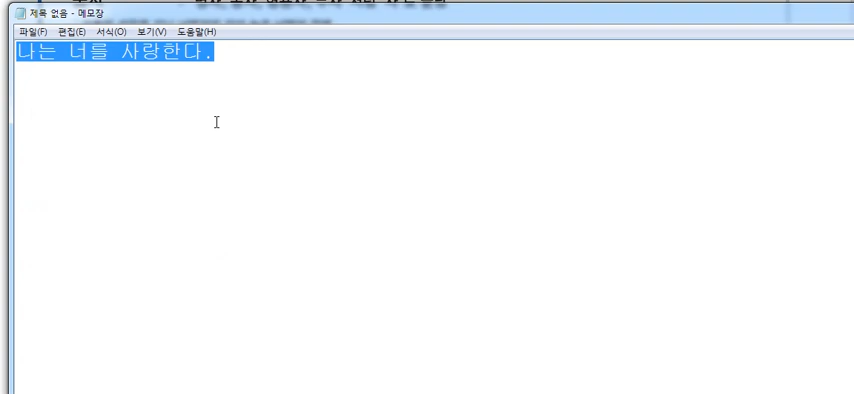 제목 없음 - 메모장
파일(F) 편집(E) 서식(O) 보기(V) 도움말(H)
나는 너를 사랑한다.